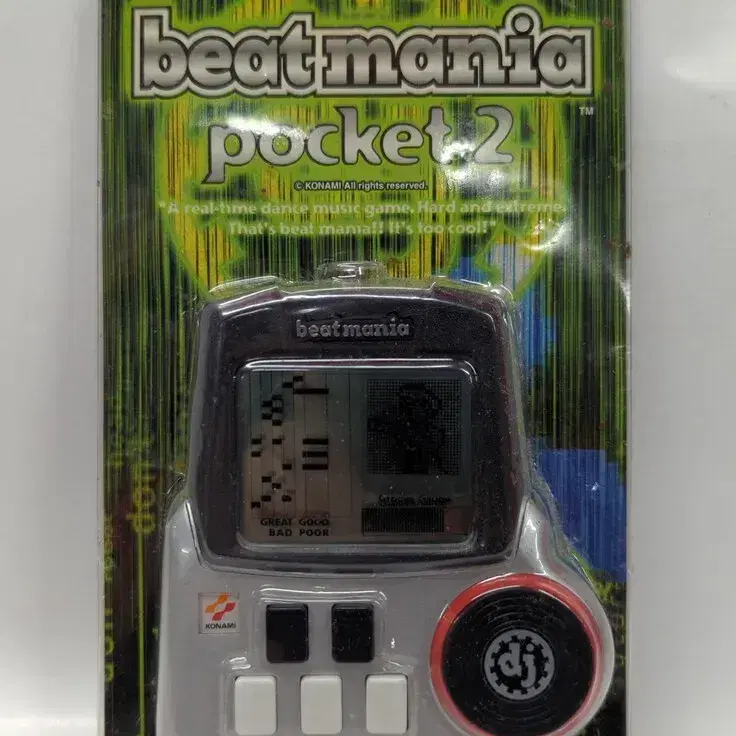 beatmania
pocket 2
TM
© KONAMI All rights reserved.
"A real-time dance music game. Hard and extreme.
That's beat mania!! It's too cool!"
beatmania
GREAT GOOD
BAD POOR
KONAMI
dj